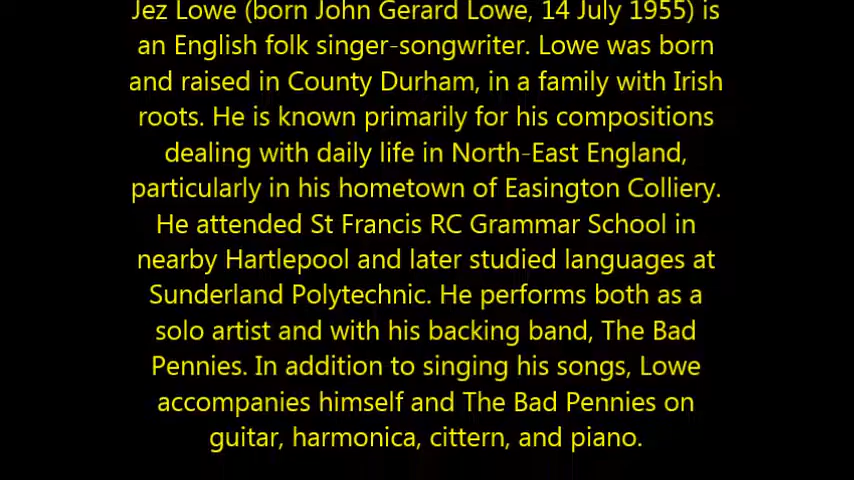 Jez Lowe (born John Gerard Lowe, 14 July 1955) is
an English folk singer-songwriter. Lowe was born
and raised in County Durham, in a family with Irish
roots. He is known primarily for his compositions
dealing with daily life in North-East England,
particularly in his hometown of Easington Colliery.
He attended St Francis RC Grammar School in
nearby Hartlepool and later studied languages at
Sunderland Polytechnic. He performs both as a
solo artist and with his backing band, The Bad
Pennies. In addition to singing his songs, Lowe
accompanies himself and The Bad Pennies on
guitar, harmonica, cittern, and piano.